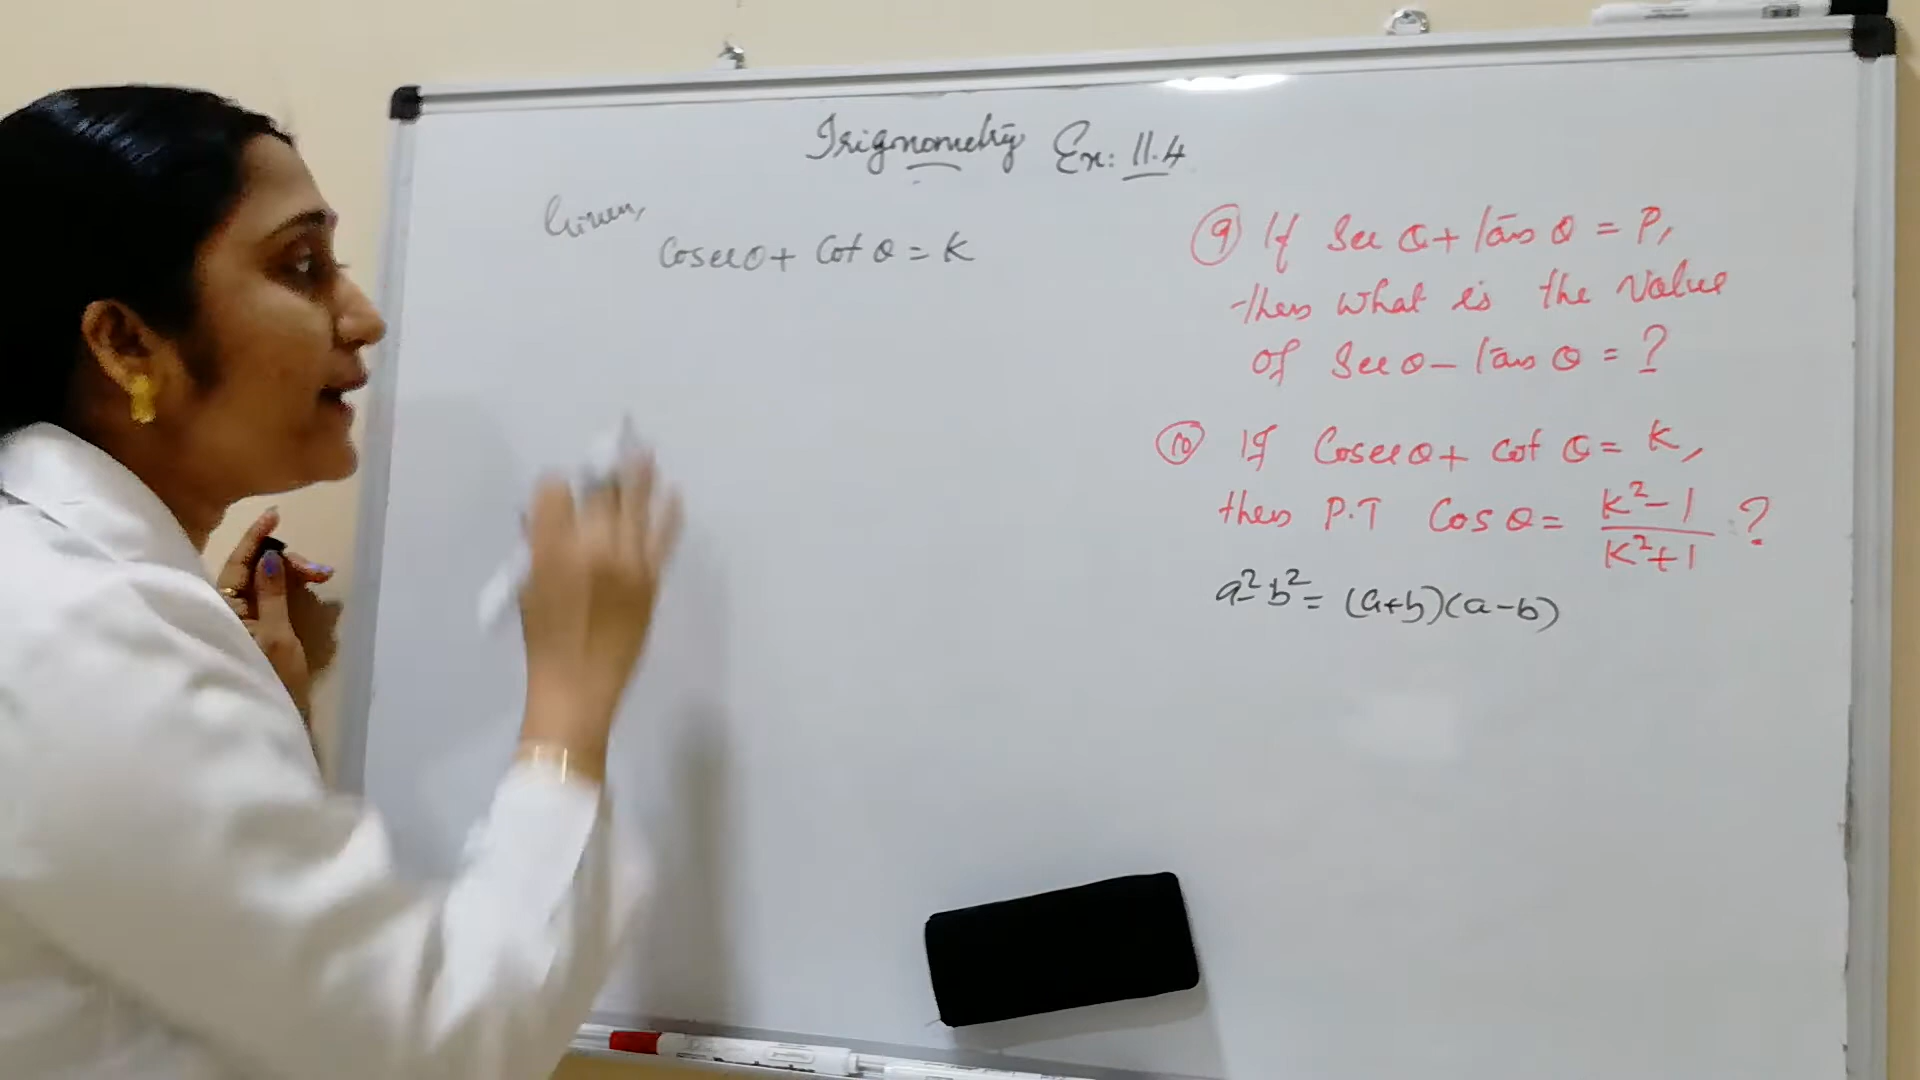 Trignometry Ex: 11.4
Given,
Cosecθ + Cot θ = K
⑨ If Sec θ + tan θ = P,
then what is the value
of Sec θ - tan θ = ?
⑩ If Cosec θ + cot θ = K,
then P.T Cos θ = K²-1/K²+1 ?
a²-b² = (a+b)(a-b)